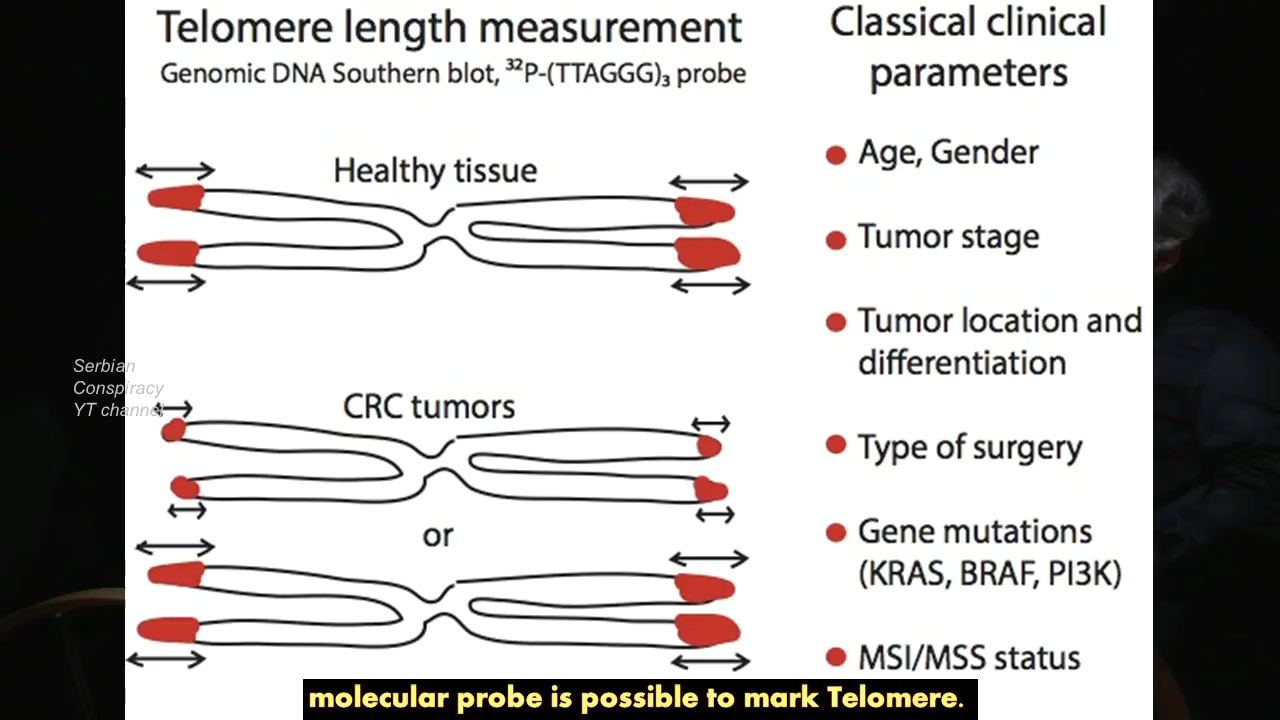 Telomere length measurement
Genomic DNA Southern blot, ³²P-(TTAGGG)₃ probe
Healthy tissue
CRC tumors
or
Classical clinical
parameters
Age, Gender
Tumor stage
Tumor location and
differentiation
Type of surgery
Gene mutations
(KRAS, BRAF, PI3K)
MSI/MSS status
Serbian
Conspiracy
YT channel
molecular probe is possible to mark Telomere.